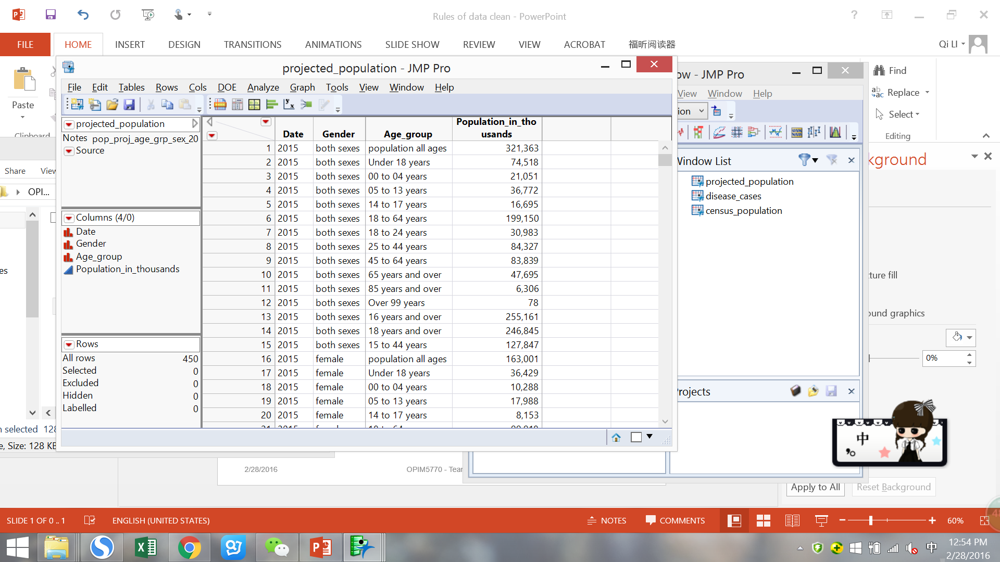 Rules of data clean - PowerPoint
?
FILE HOME INSERT DESIGN TRANSITIONS ANIMATIONS SLIDE SHOW REVIEW VIEW ACROBAT 福昕阅读器
Qi LI
Paste
Clipboard
Find
Replace
Select
Editing
Share View
OPI...
projected_population - JMP Pro
File Edit Tables Rows Cols DOE Analyze Graph Tools View Window Help
projected_population
Notes pop_proj_age_grp_sex_20
Source
Columns (4/0)
Date
Gender
Age_group
Population_in_thousands
Rows
All rows 450
Selected 0
Excluded 0
Hidden 0
Labelled 0
Date Gender Age_group Population_in_tho
usands
1 2015 both sexes population all ages 321,363
2 2015 both sexes Under 18 years 74,518
3 2015 both sexes 00 to 04 years 21,051
4 2015 both sexes 05 to 13 years 36,772
5 2015 both sexes 14 to 17 years 16,695
6 2015 both sexes 18 to 64 years 199,150
7 2015 both sexes 18 to 24 years 30,983
8 2015 both sexes 25 to 44 years 84,327
9 2015 both sexes 45 to 64 years 83,839
10 2015 both sexes 65 years and over 47,695
11 2015 both sexes 85 years and over 6,306
12 2015 both sexes Over 99 years 78
13 2015 both sexes 16 years and over 255,161
14 2015 both sexes 18 years and over 246,845
15 2015 both sexes 15 to 44 years 127,847
16 2015 female population all ages 163,001
17 2015 female Under 18 years 36,429
18 2015 female 00 to 04 years 10,288
19 2015 female 05 to 13 years 17,988
20 2015 female 14 to 17 years 8,153
ow - JMP Pro
View Window Help
ion
Window List
projected_population
disease_cases
census_population
Projects
kground
ture fill
ound graphics
0%
es
n selected 128
e, Size: 128 KB
中
2/28/2016
OPIM5770 - Tear
Apply to All Reset Background
SLIDE 1 OF 0 .. 1 ENGLISH (UNITED STATES) NOTES COMMENTS 60%
中
12:54 PM
2/28/2016